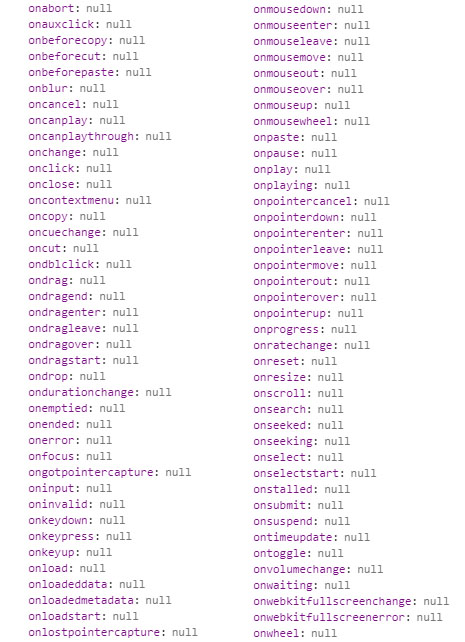 onabort: null
onauxclick: null
onbeforecopy: null
onbeforecut: null
onbeforepaste: null
onblur: null
oncancel: null
oncanplay: null
oncanplaythrough: null
onchange: null
onclick: null
onclose: null
oncontextmenu: null
oncopy: null
oncuechange: null
oncut: null
ondblclick: null
ondrag: null
ondragend: null
ondragenter: null
ondragleave: null
ondragover: null
ondragstart: null
ondrop: null
ondurationchange: null
onemptied: null
onended: null
onerror: null
onfocus: null
ongotpointercapture: null
oninput: null
oninvalid: null
onkeydown: null
onkeypress: null
onkeyup: null
onload: null
onloadeddata: null
onloadedmetadata: null
onloadstart: null
onlostpointercapture: null
onmousedown: null
onmouseenter: null
onmouseleave: null
onmousemove: null
onmouseout: null
onmouseover: null
onmouseup: null
onmousewheel: null
onpaste: null
onpause: null
onplay: null
onplaying: null
onpointercancel: null
onpointerdown: null
onpointerenter: null
onpointerleave: null
onpointermove: null
onpointerout: null
onpointerover: null
onpointerup: null
onprogress: null
onratechange: null
onreset: null
onresize: null
onscroll: null
onsearch: null
onseeked: null
onseeking: null
onselect: null
onselectstart: null
onstalled: null
onsubmit: null
onsuspend: null
ontimeupdate: null
ontoggle: null
onvolumechange: null
onwaiting: null
onwebkitfullscreenchange: null
onwebkitfullscreenerror: null
onwheel: null